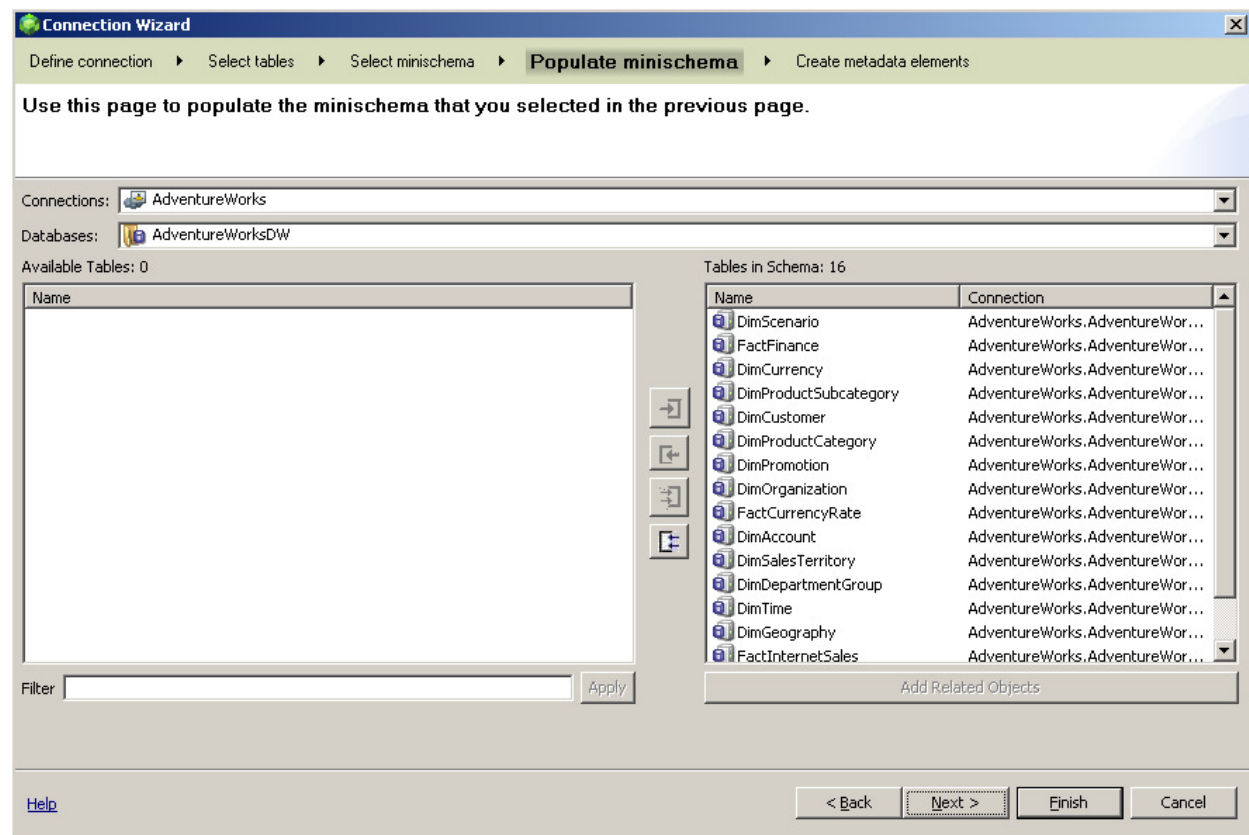 Connection Wizard
Define connection Select tables Select minischema Populate minischema Create metadata elements
Use this page to populate the minischema that you selected in the previous page.
Connections: AdventureWorks
Databases: AdventureWorksDW
Available Tables: 0
Name
Filter
Apply
Tables in Schema: 16
Name Connection
DimScenario AdventureWorks.AdventureWor...
FactFinance AdventureWorks.AdventureWor...
DimCurrency AdventureWorks.AdventureWor...
DimProductSubcategory AdventureWorks.AdventureWor...
DimCustomer AdventureWorks.AdventureWor...
DimProductCategory AdventureWorks.AdventureWor...
DimPromotion AdventureWorks.AdventureWor...
DimOrganization AdventureWorks.AdventureWor...
FactCurrencyRate AdventureWorks.AdventureWor...
DimAccount AdventureWorks.AdventureWor...
DimSalesTerritory AdventureWorks.AdventureWor...
DimDepartmentGroup AdventureWorks.AdventureWor...
DimTime AdventureWorks.AdventureWor...
DimGeography AdventureWorks.AdventureWor...
FactInternetSales AdventureWorks.AdventureWor...
Add Related Objects
Help
< Back Next > Finish Cancel